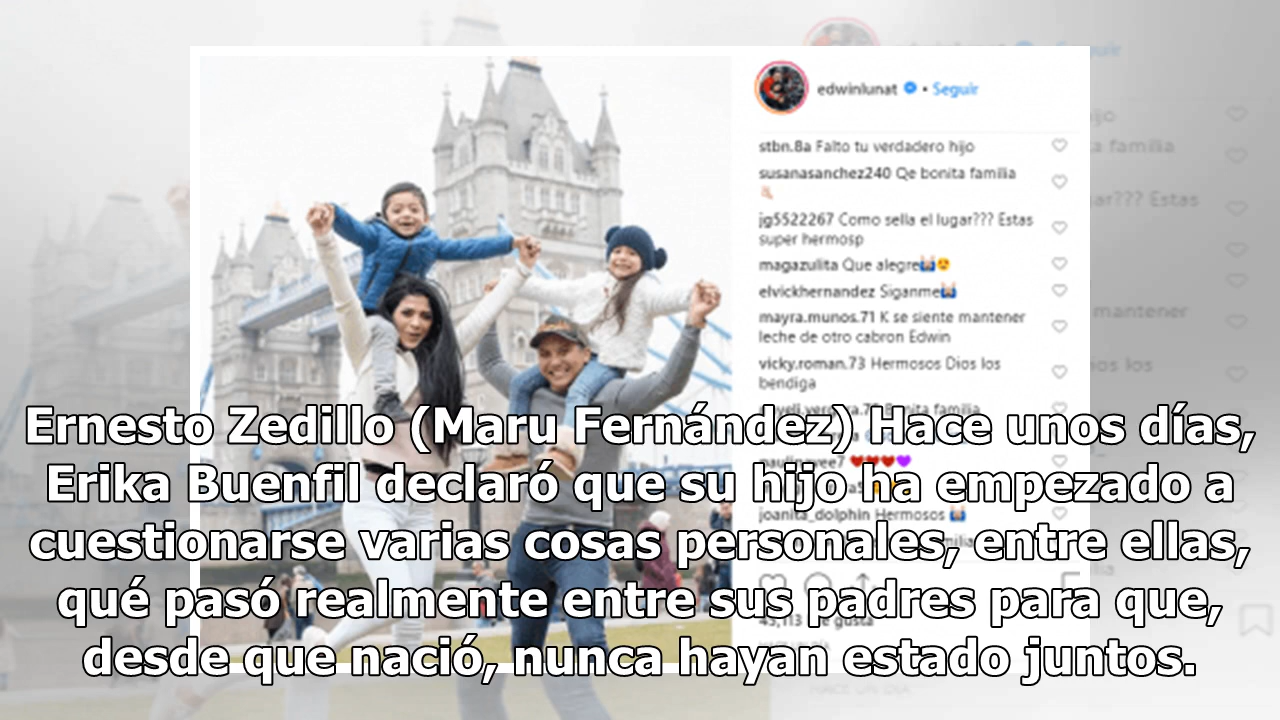 edwinlunat • Seguir
stbn.8a Falto tu verdadero hijo
susanasanchez240 Qe bonita familia
jg5522267 Como sella el lugar??? Estas
super hermosp
magazulita Que alegre
elvickhernandez Siganme
mayra.munos.71 K se siente mantener
leche de otro cabron Edwin
vicky.roman.73 Hermosos Dios los
bendiga
joanita_dolphin Hermosos
Ernesto Zedillo (Maru Fernández) Hace unos días,
Erika Buenfil declaró que su hijo ha empezado a
cuestionarse varias cosas personales, entre ellas,
qué pasó realmente entre sus padres para que,
desde que nació, nunca hayan estado juntos.